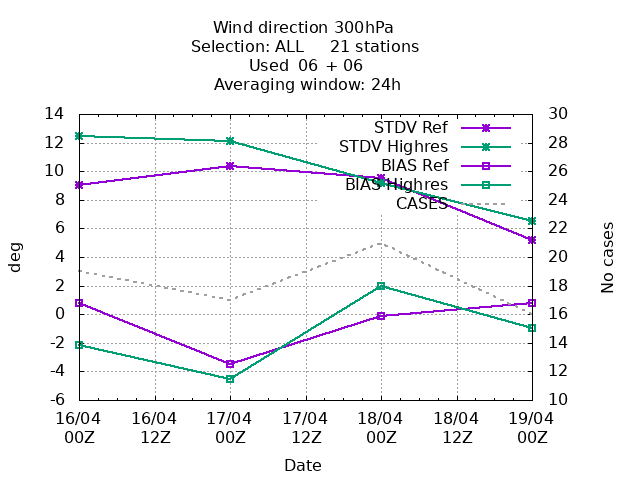 Wind direction 300hPa
Selection: ALL 21 stations
Used 06 + 06
Averaging window: 24h
14 30
STDV Ref
12 28
STDV Highres
10 26
BIAS Ref
8 24
BIAS Highres
CASES
6 22
4 20
2 18
0 16
-2 14
-4 12
-6 10
deg
No cases
16/04 16/04 17/04 17/04 18/04 18/04 19/04
00Z 12Z 00Z 12Z 00Z 12Z 00Z
Date